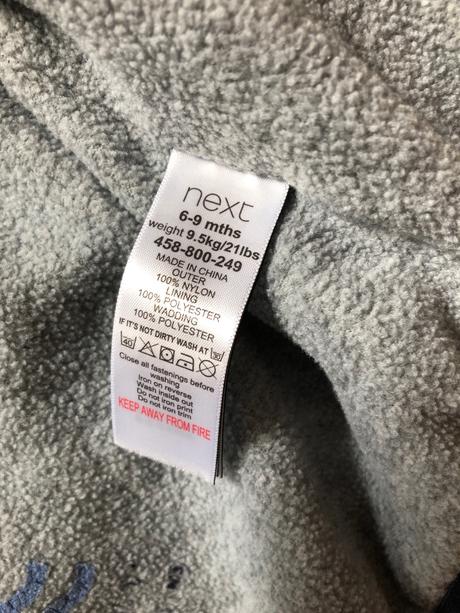 next
6-9 mths
weight 9.5kg/21lbs
458-800-249
MADE IN CHINA
OUTER
100% NYLON
LINING
100% POLYESTER
WADDING
100% POLYESTER
IF IT'S NOT DIRTY WASH AT 30
40
Close all fastenings before
washing
Iron on reverse
Wash inside out
Do not iron print
Do not iron trim
KEEP AWAY FROM FIRE